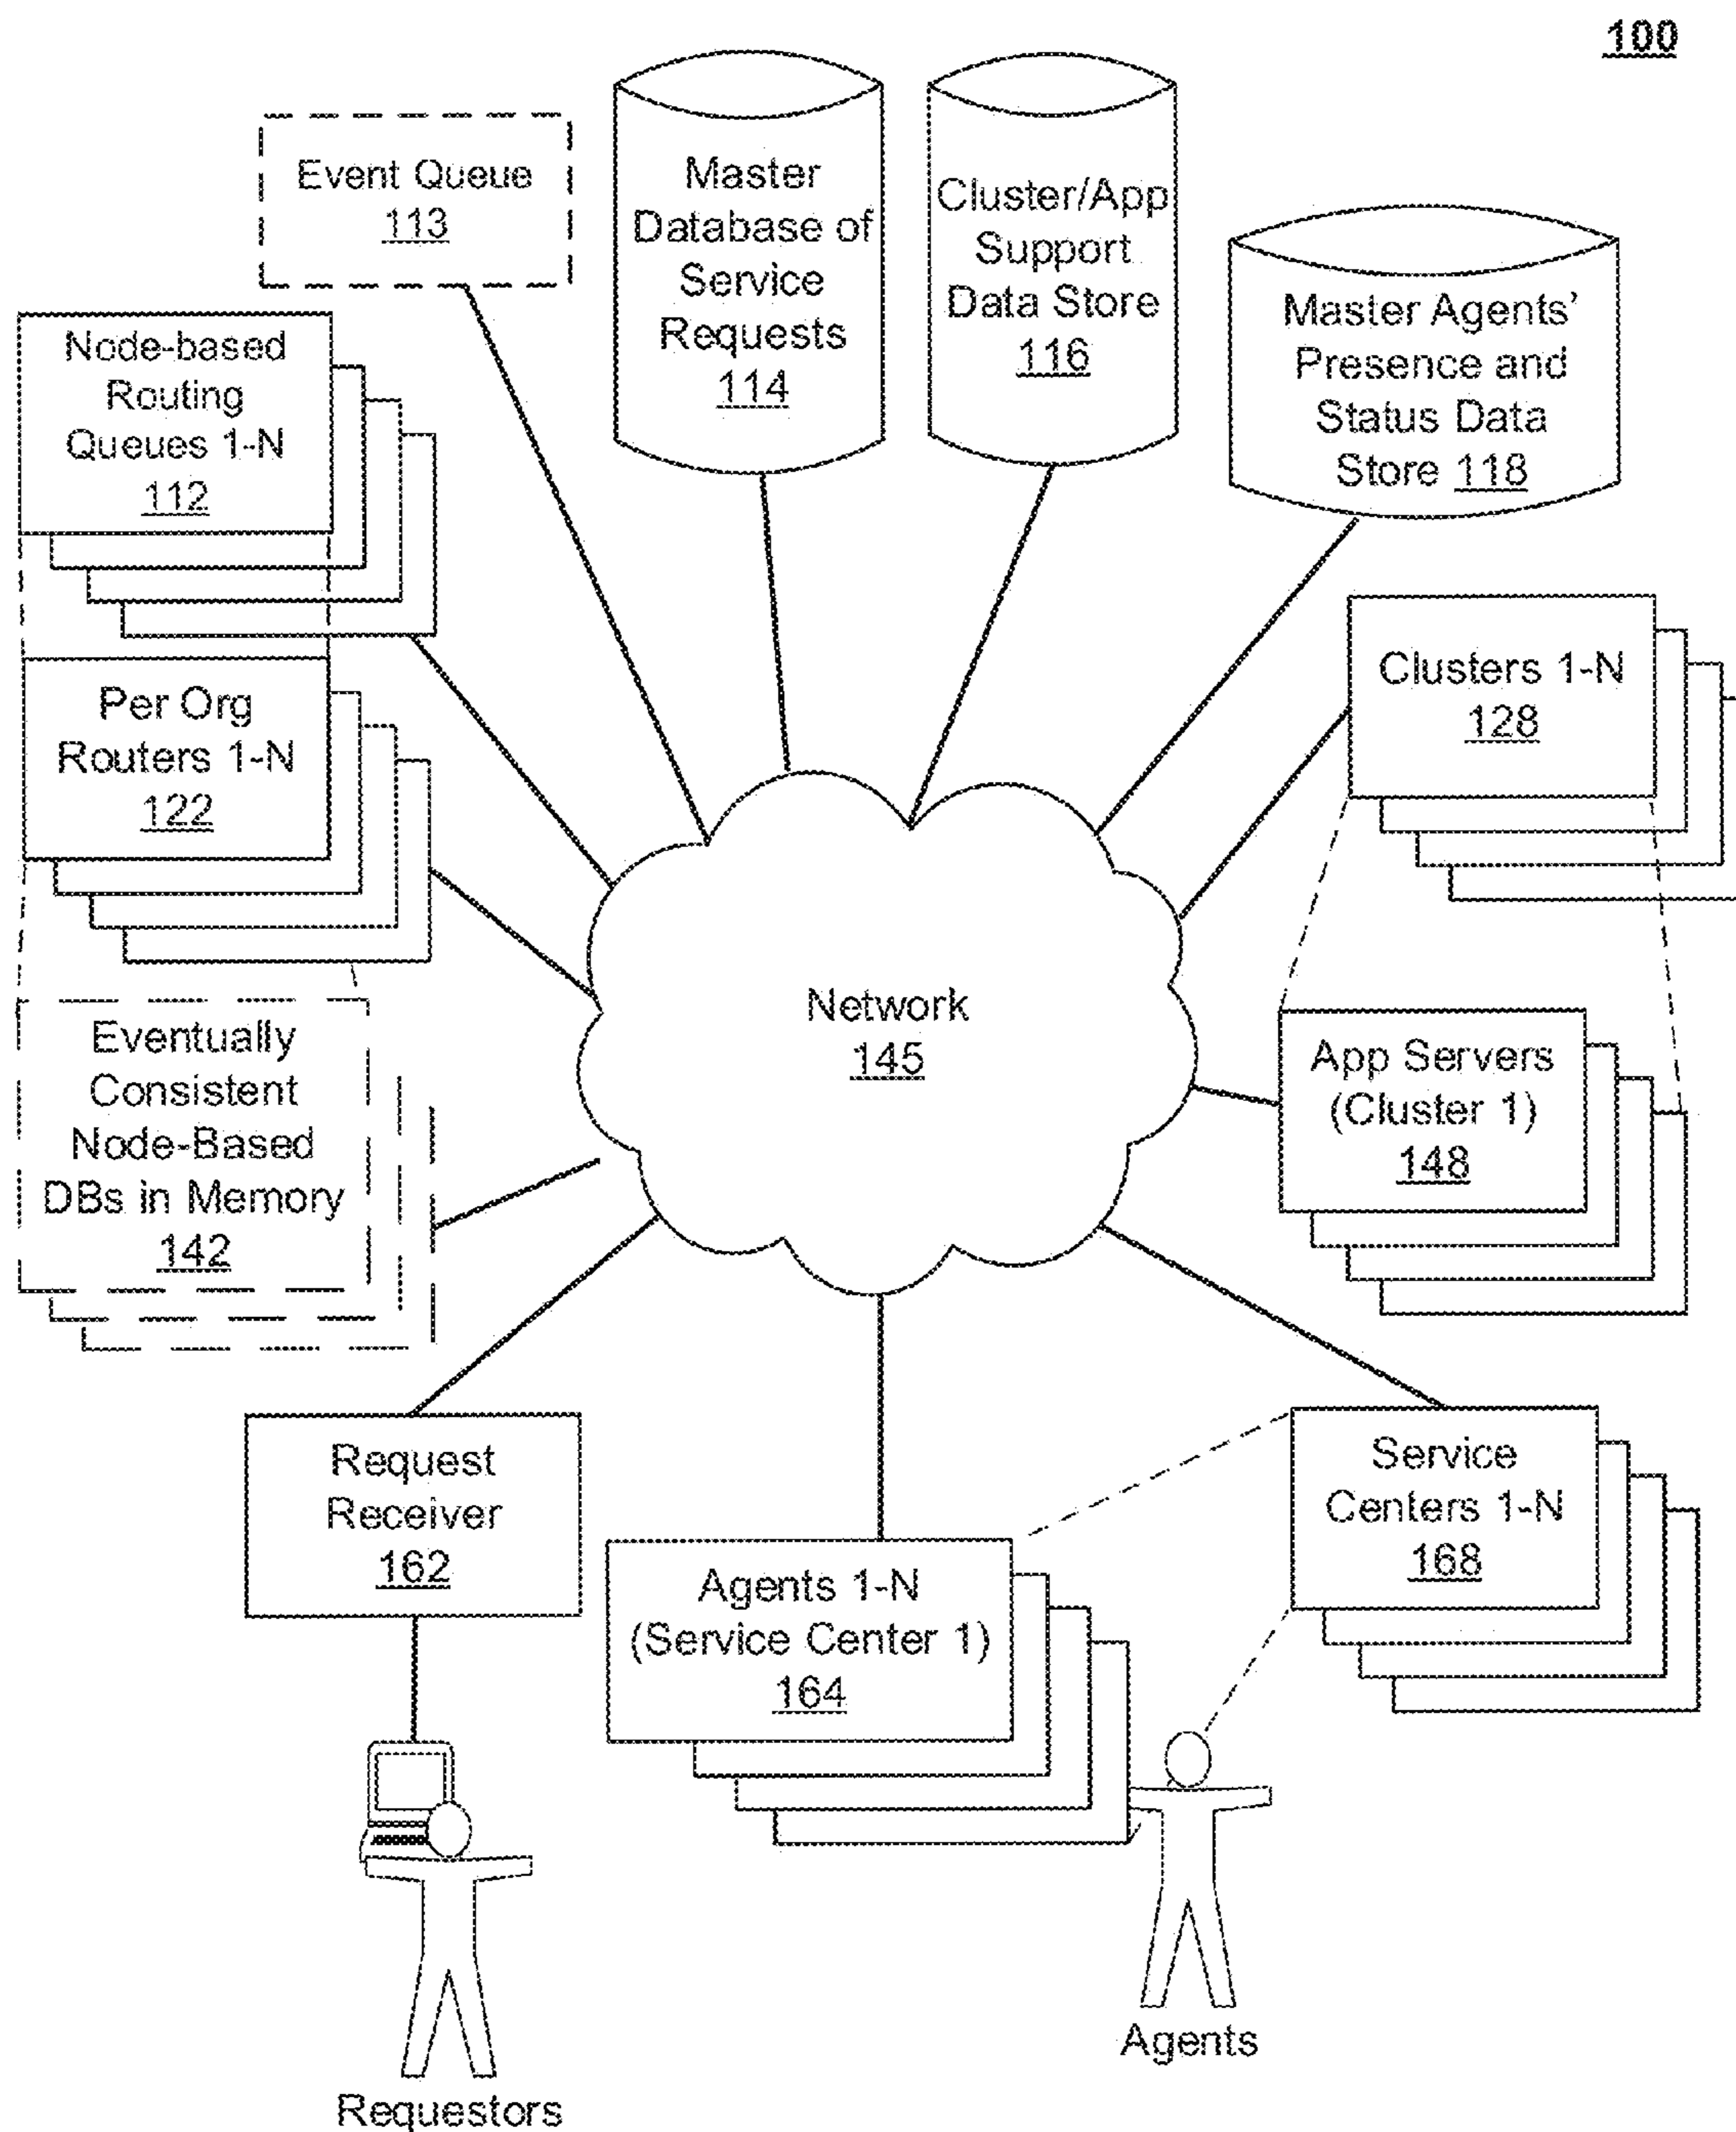 100
Event Queue
113
Master
Database of
Service
Requests
114
Cluster/App
Support
Data Store
116
Master Agents’
Presence and
Status Data
Store 118
Node-based
Routing
Queues 1-N
112
Per Org
Routers 1-N
122
Clusters 1-N
128
Network
145
Eventually
Consistent
Node-Based
DBs in Memory
142
App Servers
(Cluster 1)
148
Request
Receiver
162
Agents 1-N
(Service Center 1)
164
Service
Centers 1-N
168
Agents
Requestors